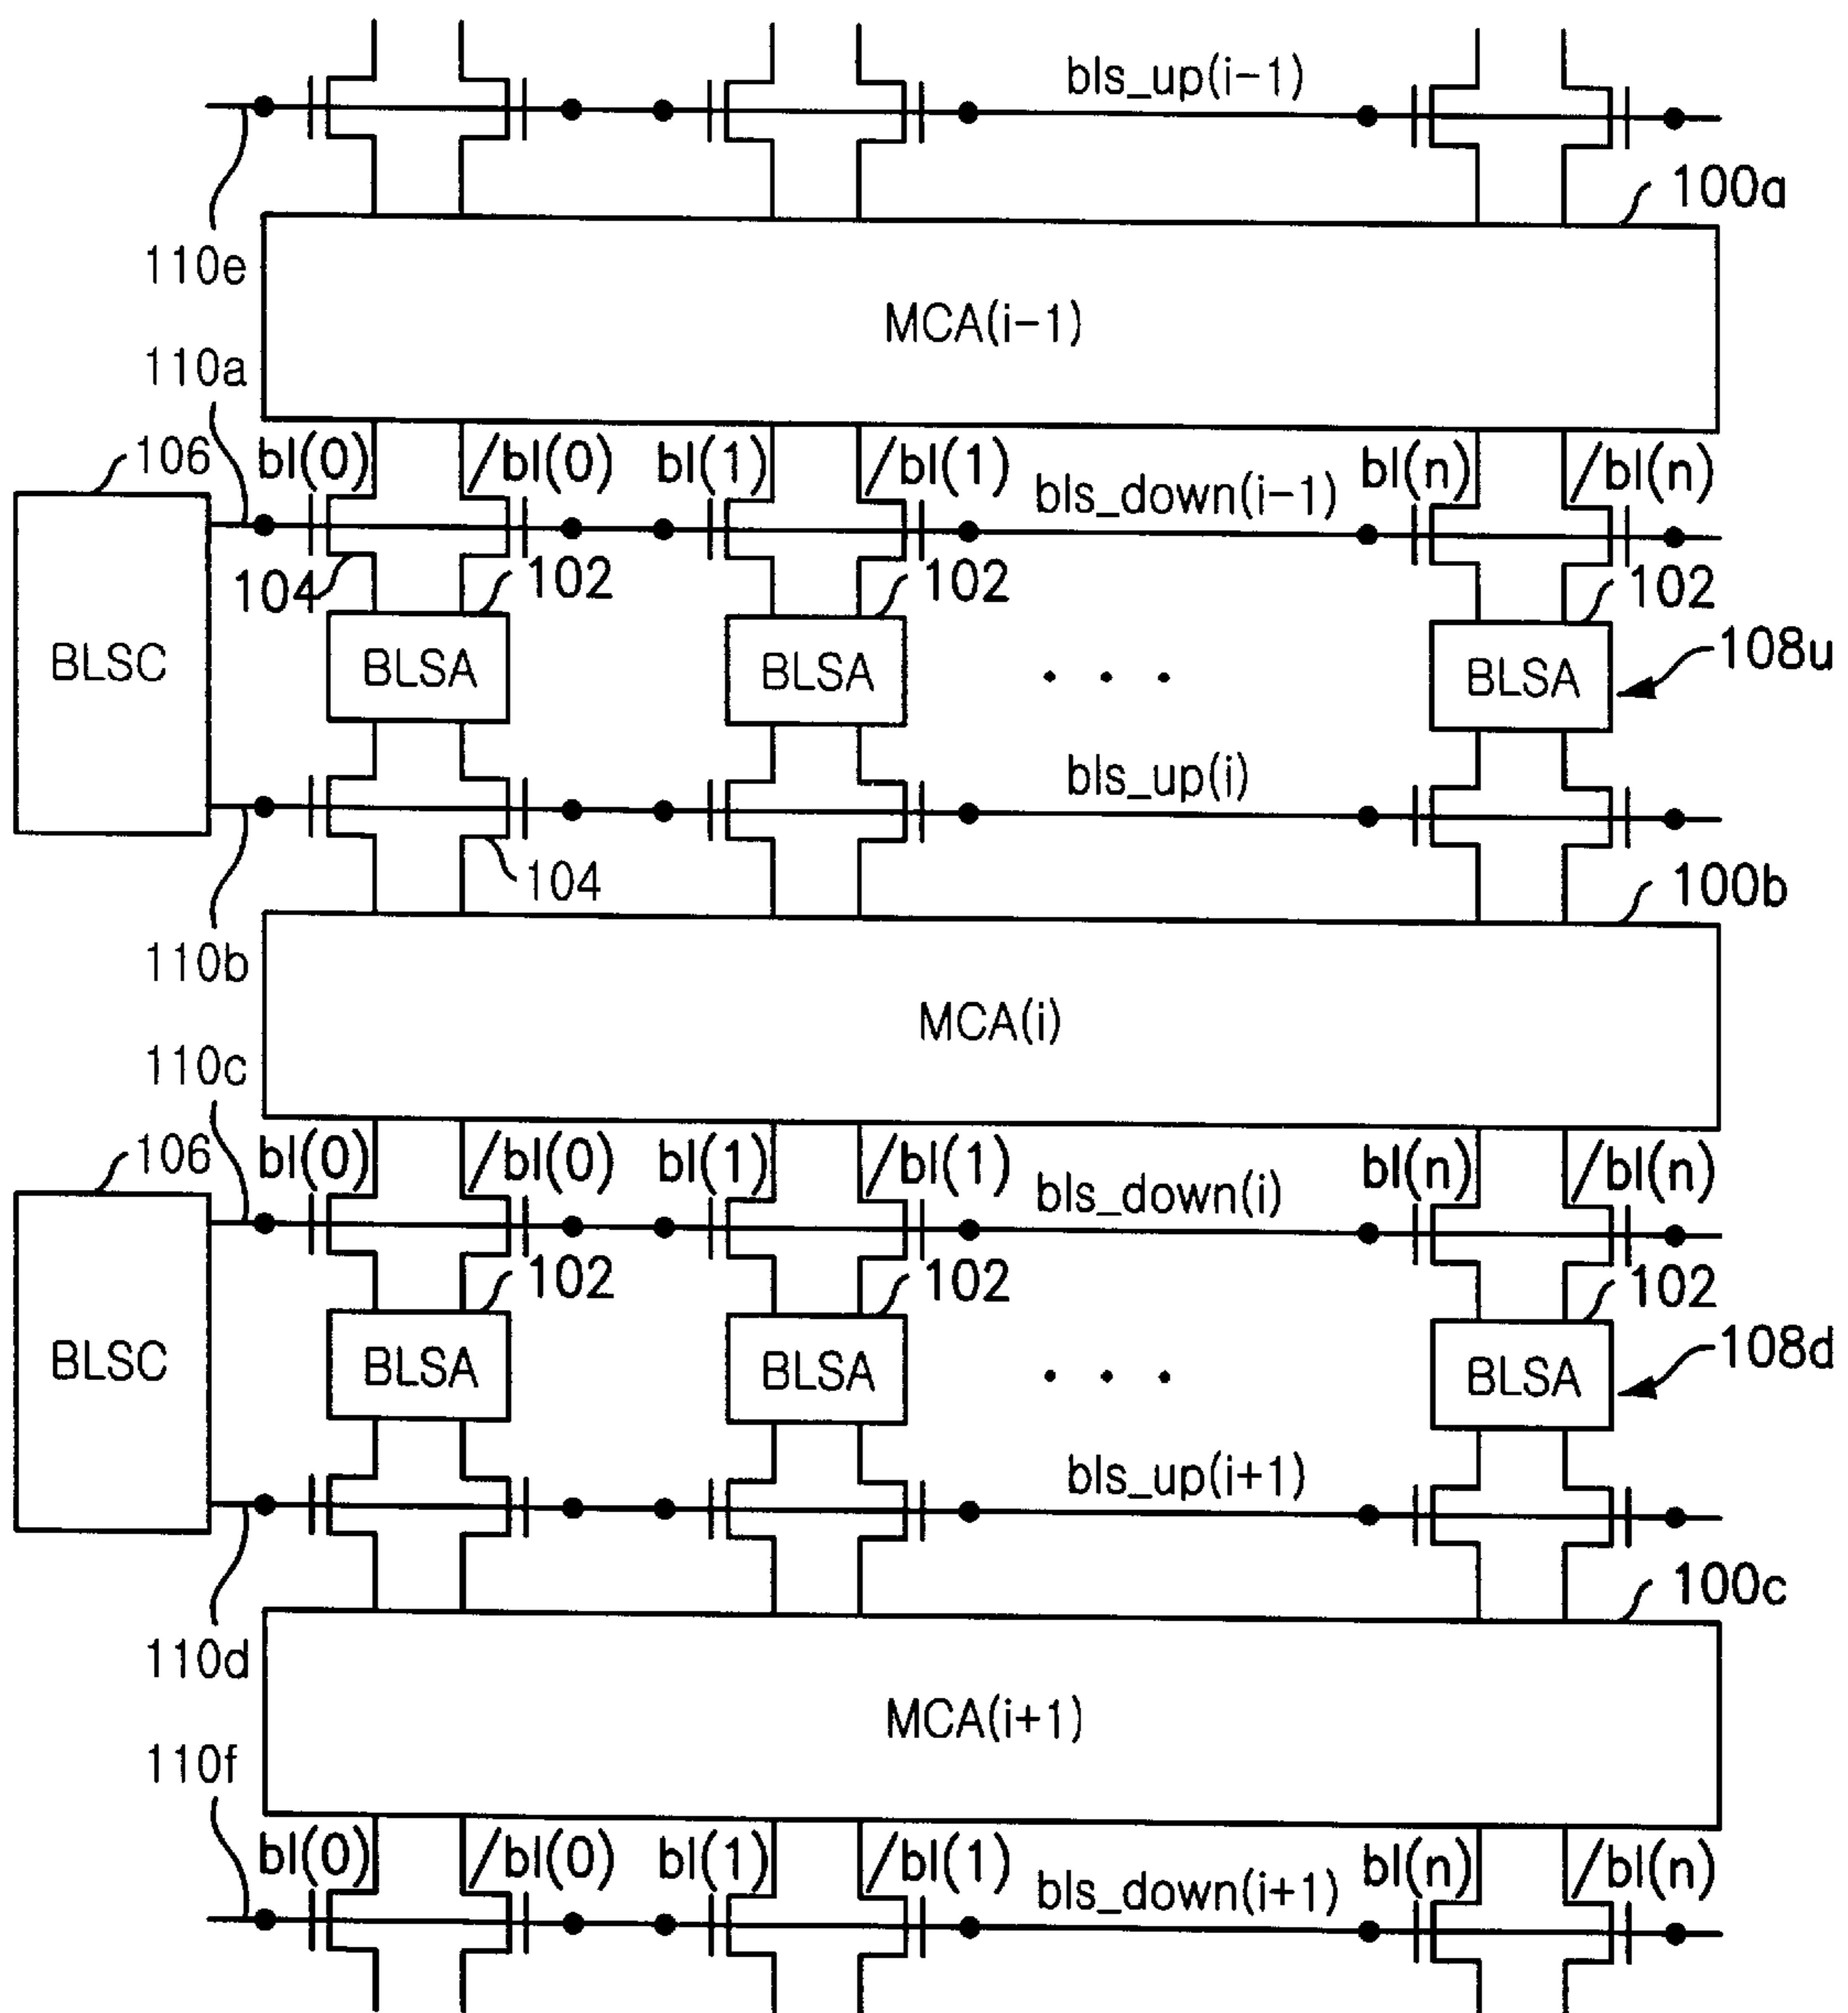 bls_up(i-1)
100a
110e
MCA(i-1)
110a
106
bl(0)
/bl(0)
bl(1)
/bl(1)
bls_down(i-1)
bl(n)
/bl(n)
104
102
102
102
BLSC
BLSA
BLSA
. . .
BLSA
108u
bls_up(i)
104
100b
110b
MCA(i)
110c
106
bl(0)
/bl(0)
bl(1)
/bl(1)
bls_down(i)
bl(n)
/bl(n)
102
102
102
BLSC
BLSA
BLSA
. . .
BLSA
108d
bls_up(i+1)
100c
110d
MCA(i+1)
110f
bl(0)
/bl(0)
bl(1)
/bl(1)
bls_down(i+1)
bl(n)
/bl(n)